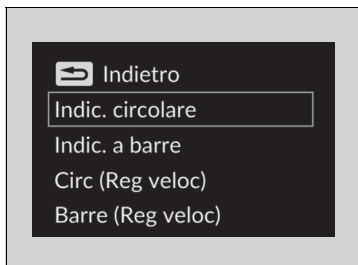 Indietro
Indic. circolare
Indic. a barre
Circ (Reg veloc)
Barre (Reg veloc)